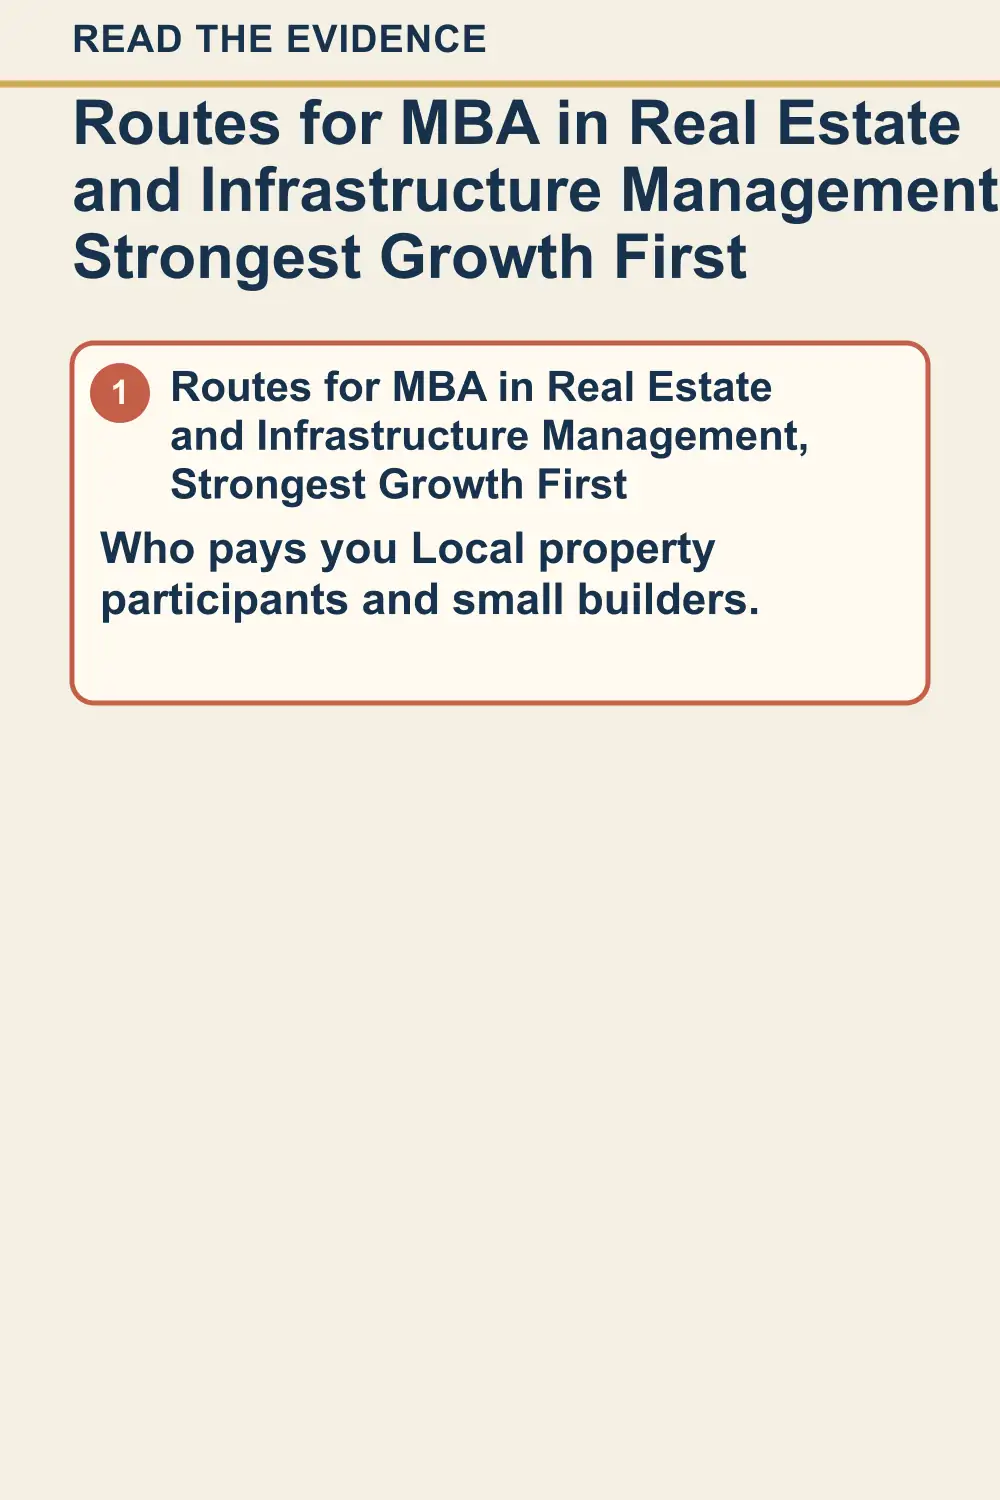 READ THE EVIDENCE
Routes for MBA in Real Estate
and Infrastructure Management
Strongest Growth First
1
Routes for MBA in Real Estate
and Infrastructure Management,
Strongest Growth First
Who pays you Local property
participants and small builders.